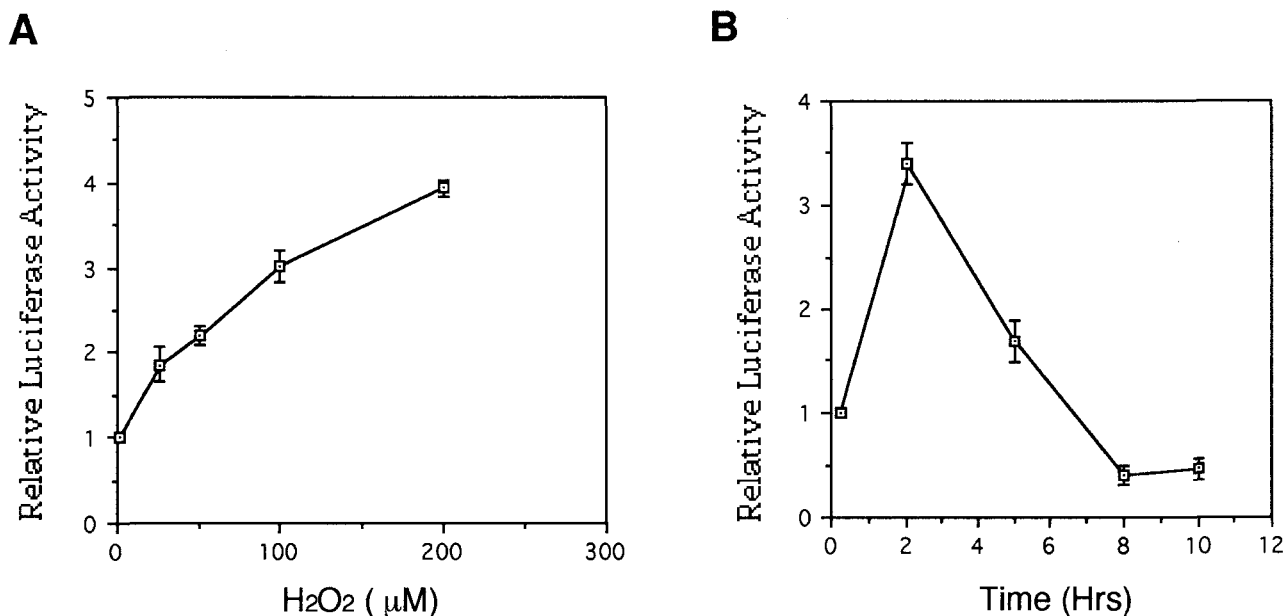 A
Relative Luciferase Activity
5
4
3
2
1
0
0 100 200 300
H2O2 ( μM)
B
Relative Luciferase Activity
4
3
2
1
0
0 2 4 6 8 10 12
Time (Hrs)